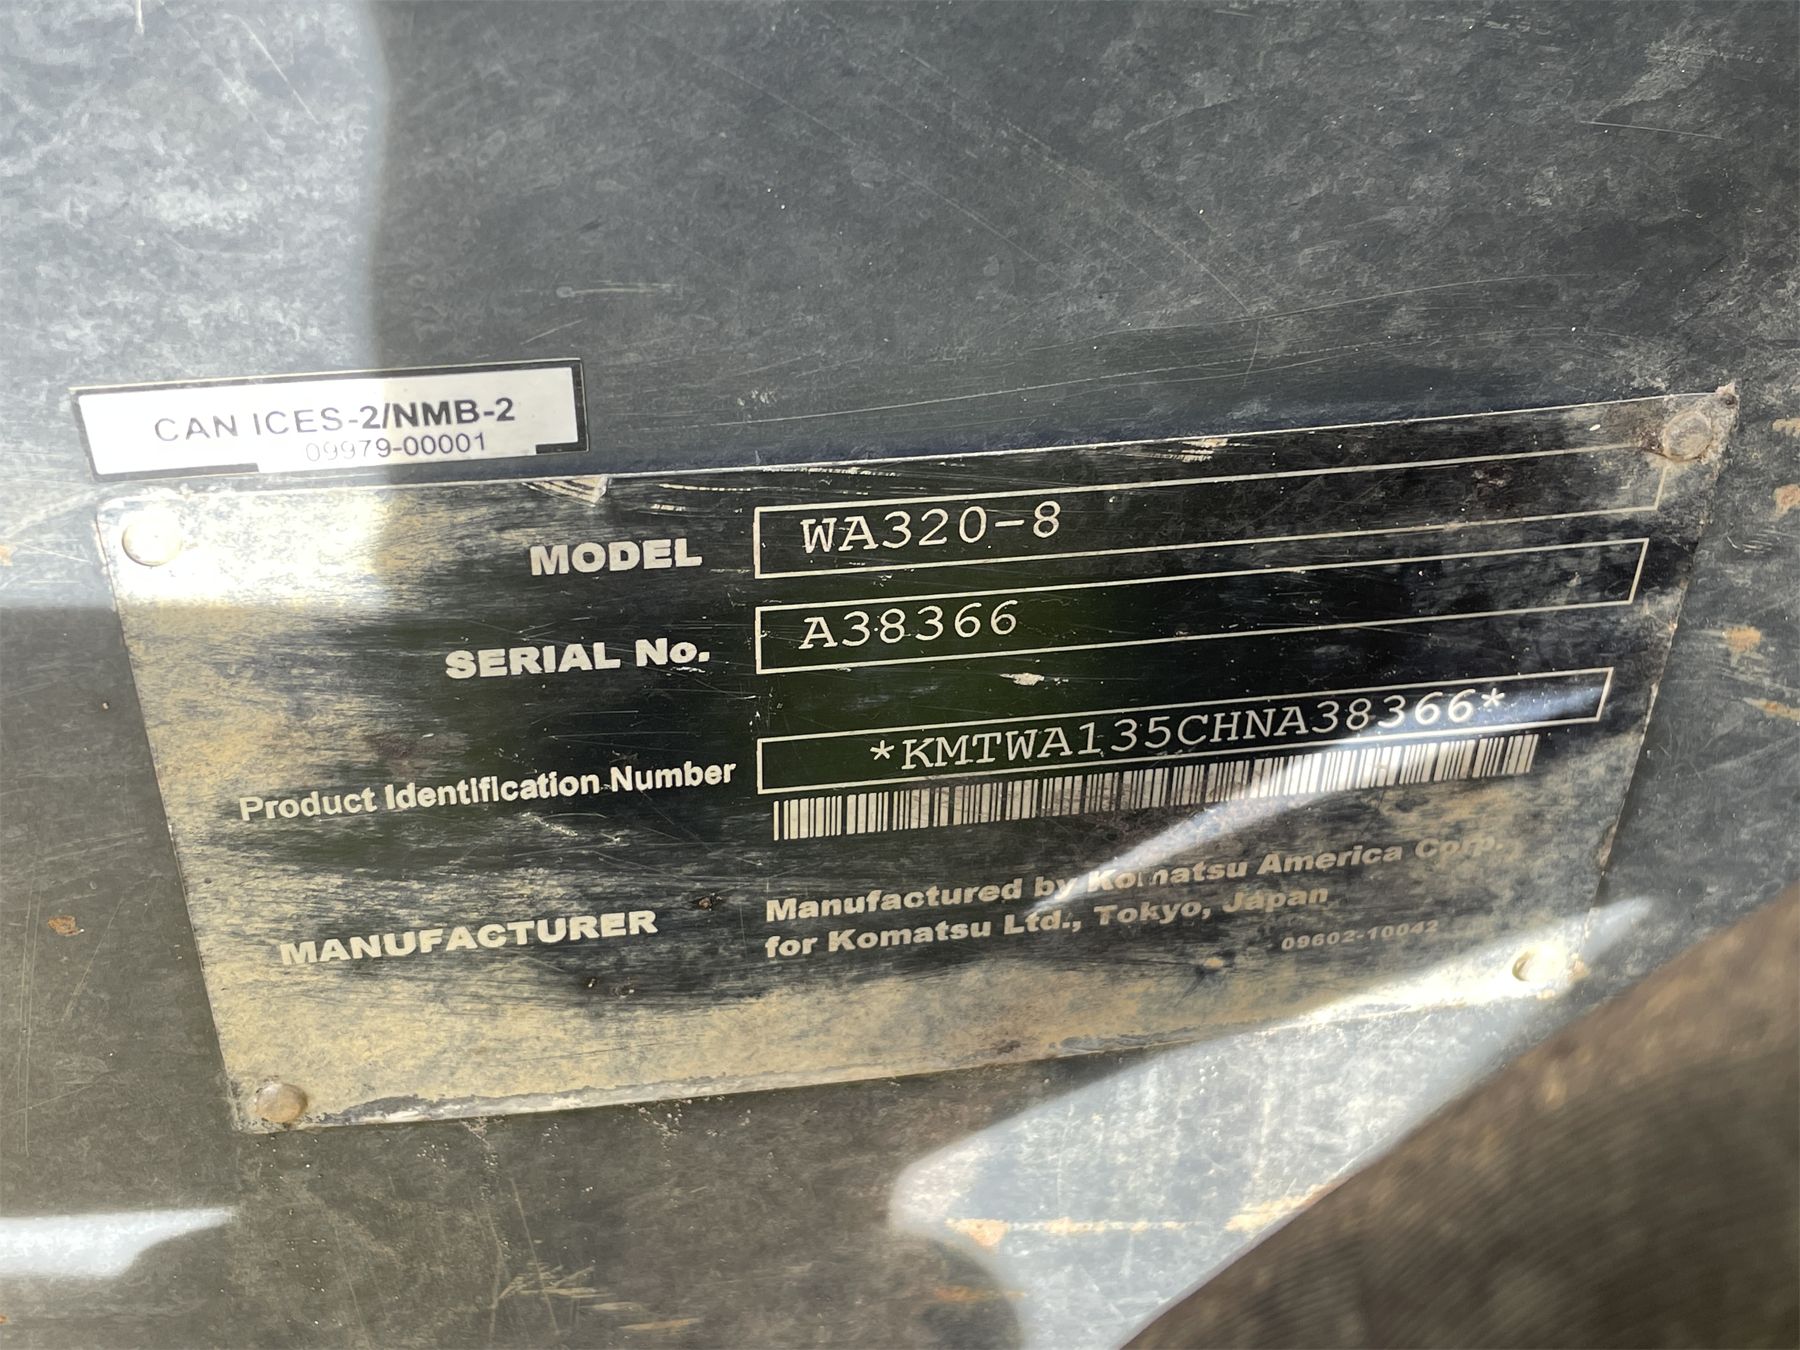 CAN ICES-2/NMB-2
09979-00001
MODEL WA320-8
SERIAL No. A38366
Product Identification Number *KMTWA135CHNA38366*
MANUFACTURER
Manufactured by Komatsu America Corp.
for Komatsu Ltd., Tokyo, Japan
09602-10042